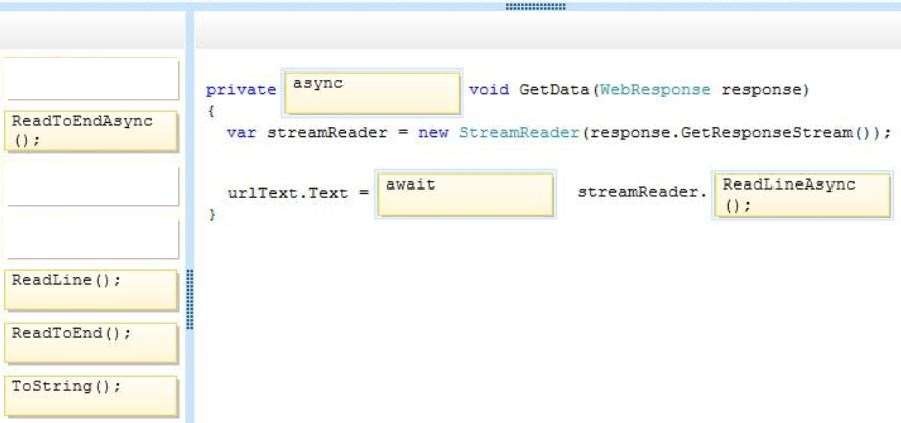 ReadToEndAsync
();
ReadLine();
ReadToEnd();
ToString();
private async void GetData(WebResponse response)
{
var streamReader = new StreamReader(response.GetResponseStream());
urlText.Text = await streamReader. ReadLineAsync
();
}